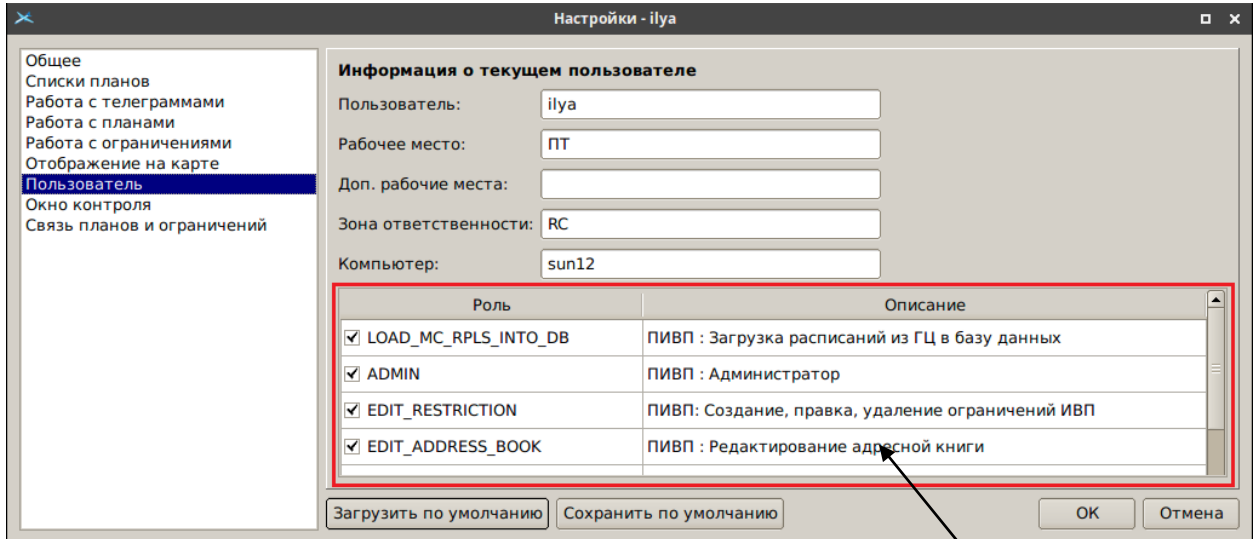 Настройки - ilya
Общее
Списки планов
Работа с телеграммами
Работа с планами
Работа с ограничениями
Отображение на карте
Пользователь
Окно контроля
Связь планов и ограничений
Информация о текущем пользователе
Пользователь: ilya
Рабочее место: ПТ
Доп. рабочие места:
Зона ответственности: RC
Компьютер: sun12
Роль Описание
LOAD_MC_RPLS_INTO_DB ПИВП : Загрузка расписаний из ГЦ в базу данных
ADMIN ПИВП : Администратор
EDIT_RESTRICTION ПИВП: Создание, правка, удаление ограничений ИВП
EDIT_ADDRESS_BOOK ПИВП : Редактирование адресной книги
Загрузить по умолчанию Сохранить по умолчанию ОК Отмена